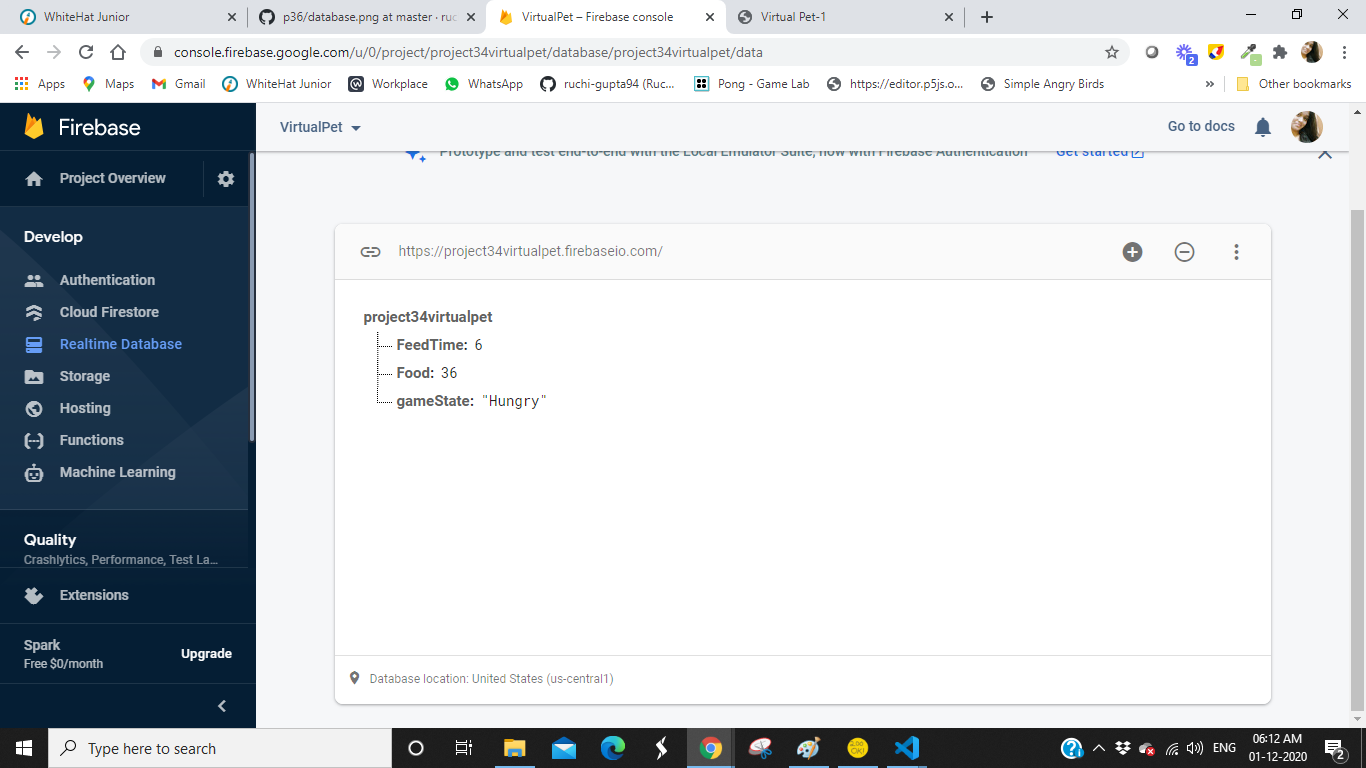 WhiteHat Junior
p36/database.png at master · ruc
VirtualPet – Firebase console
Virtual Pet-1
console.firebase.google.com/u/0/project/project34virtualpet/database/project34virtualpet/data
2
Apps
Maps
Gmail
WhiteHat Junior
Workplace
WhatsApp
ruchi-gupta94 (Ruc...
Pong - Game Lab
https://editor.p5js.o...
Simple Angry Birds
»
Other bookmarks
Firebase
VirtualPet
Go to docs
Prototype and test end-to-end with the Local Emulator Suite, now with Firebase Authentication
Get started
Project Overview
Develop
Authentication
Cloud Firestore
Realtime Database
Storage
Hosting
Functions
Machine Learning
Quality
Crashlytics, Performance, Test La...
Extensions
Spark
Free $0/month
Upgrade
https://project34virtualpet.firebaseio.com/
project34virtualpet
FeedTime: 6
Food: 36
gameState: "Hungry"
Database location: United States (us-central1)
Type here to search
ENG
06:12 AM
01-12-2020
2